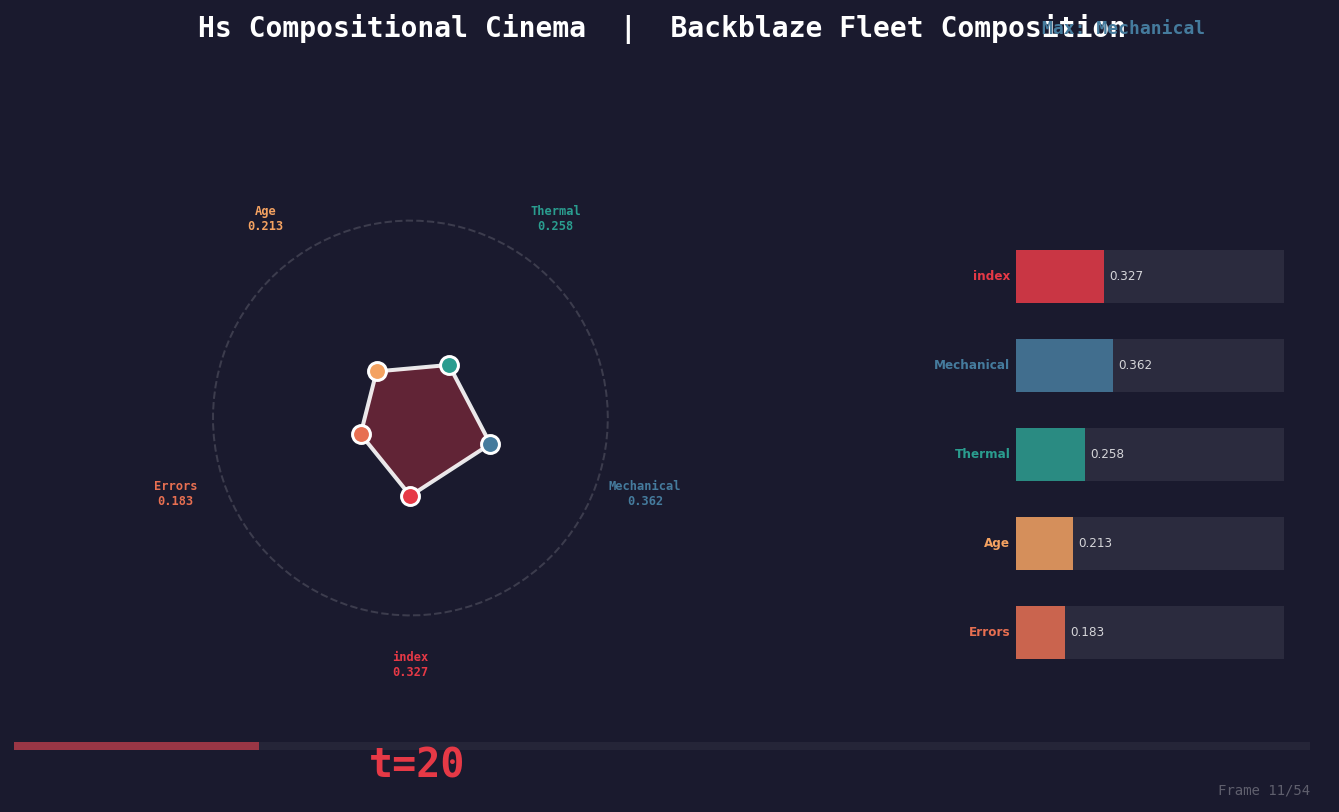 Hs Compositional Cinema  |  Backblaze Fleet Composition
Max: Mechanical
Age
0.213
Thermal
0.258
Errors
0.183
Mechanical
0.362
index
0.327
index
0.327
Mechanical
0.362
Thermal
0.258
Age
0.213
Errors
0.183
t=20
Frame 11/54